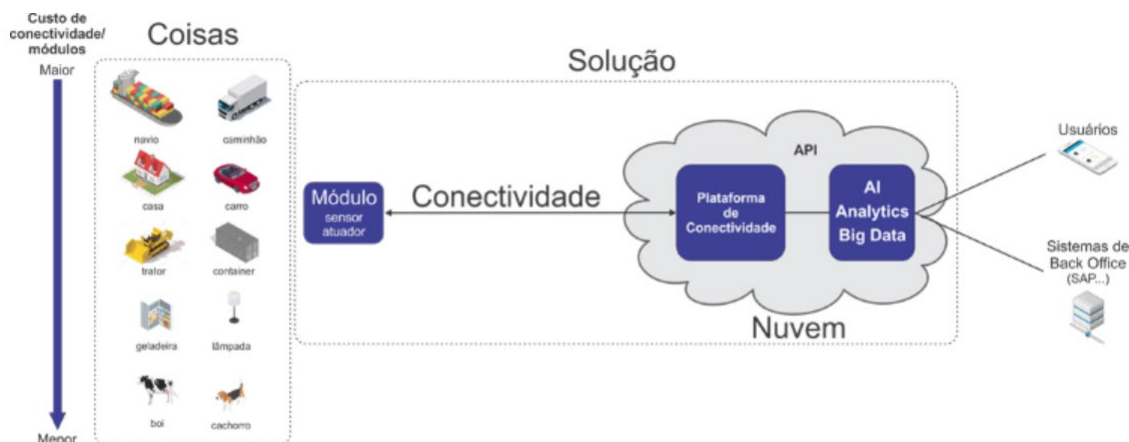 Custo de
conectividade/
módulos
Maior
Menor
Coisas
navio
caminhão
casa
carro
trator
container
geladeira
lâmpada
boi
cachorro
Solução
Módulo
sensor
atuador
Conectividade
API
Plataforma
de
Conectividade
AI
Analytics
Big Data
Nuvem
Usuários
Sistemas de
Back Office
(SAP...)